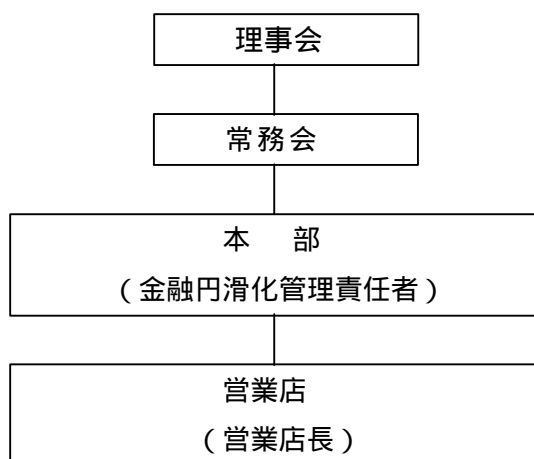 理事会
常務会
本　部
（金融円滑化管理責任者）
営業店
（営業店長）